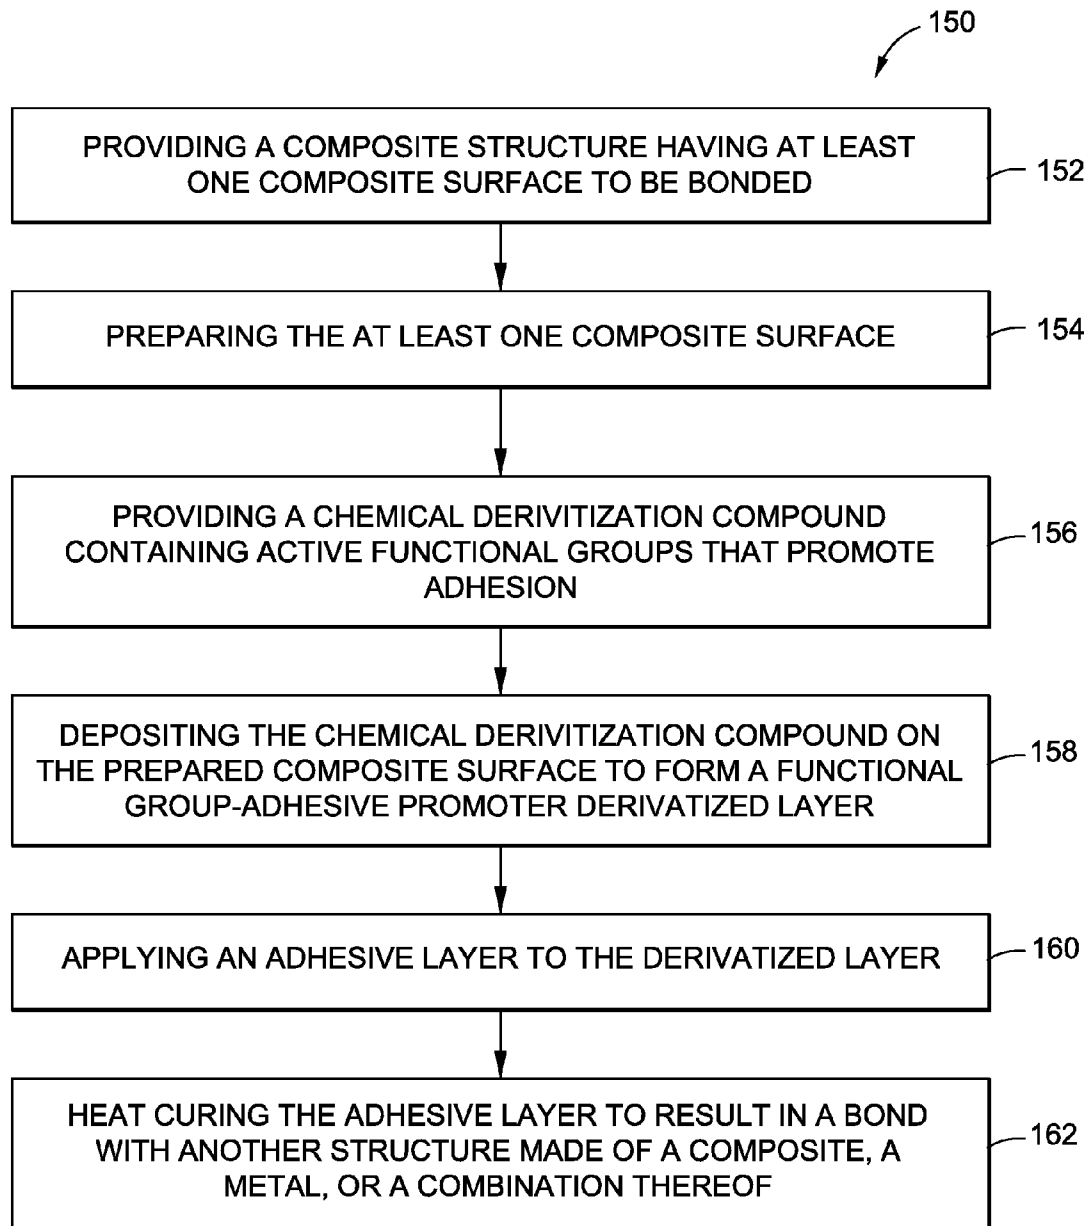 150
PROVIDING A COMPOSITE STRUCTURE HAVING AT LEAST
ONE COMPOSITE SURFACE TO BE BONDED
152
PREPARING THE AT LEAST ONE COMPOSITE SURFACE
154
PROVIDING A CHEMICAL DERIVITIZATION COMPOUND
CONTAINING ACTIVE FUNCTIONAL GROUPS THAT PROMOTE
ADHESION
156
DEPOSITING THE CHEMICAL DERIVITIZATION COMPOUND ON
THE PREPARED COMPOSITE SURFACE TO FORM A FUNCTIONAL
GROUP-ADHESIVE PROMOTER DERIVATIZED LAYER
158
APPLYING AN ADHESIVE LAYER TO THE DERIVATIZED LAYER
160
HEAT CURING THE ADHESIVE LAYER TO RESULT IN A BOND
WITH ANOTHER STRUCTURE MADE OF A COMPOSITE, A
METAL, OR A COMBINATION THEREOF
162